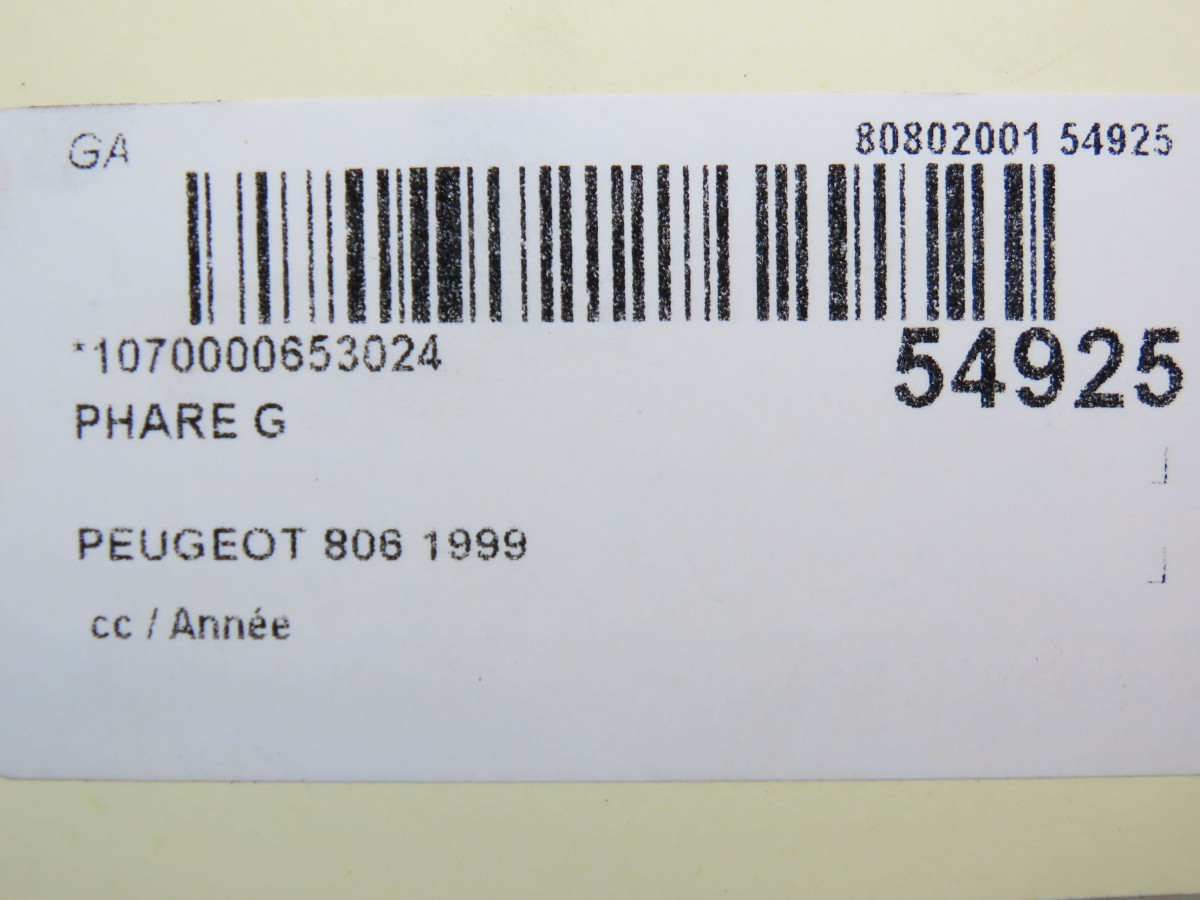 GA
80802001 54925
*1070000653024
54925
PHARE G
PEUGEOT 806 1999
cc / Année